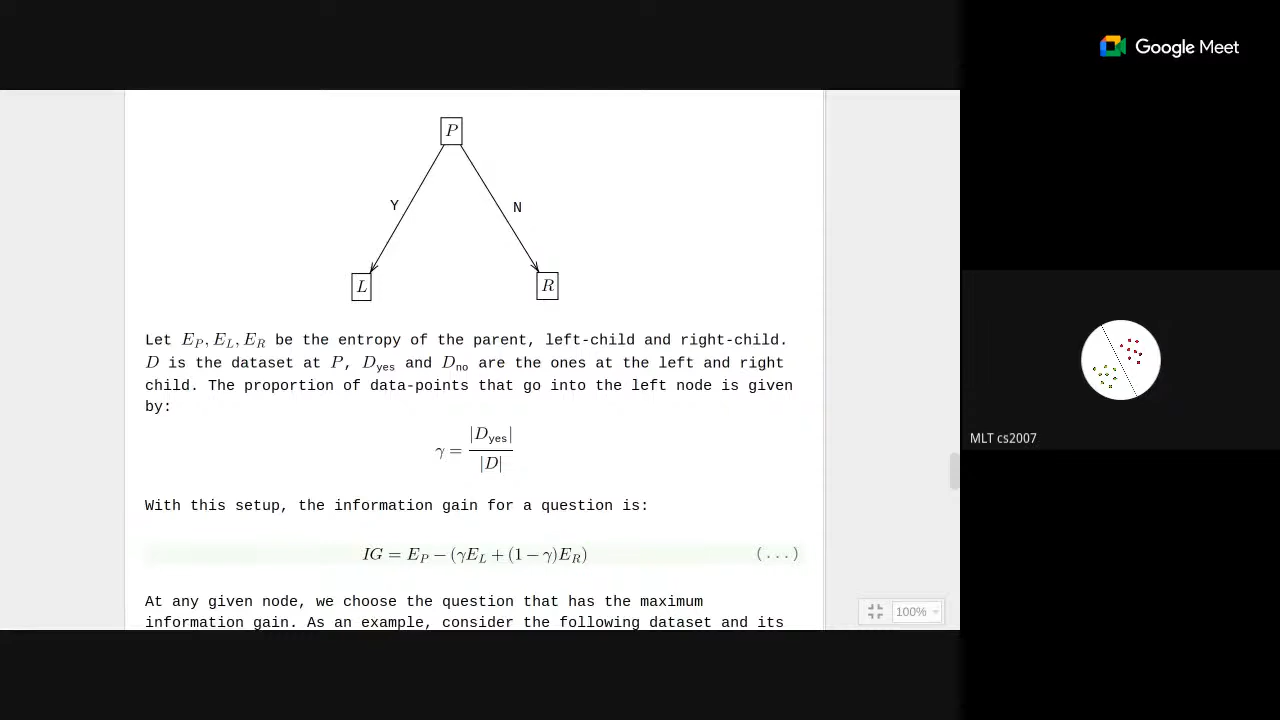 Google Meet
P
Y
N
L
R
Let E_P, E_L, E_R be the entropy of the parent, left-child and right-child.
D is the dataset at P, D_yes and D_no are the ones at the left and right
child. The proportion of data-points that go into the left node is given
by:
γ = |D_yes| / |D|
With this setup, the information gain for a question is:
IG = E_P − (γE_L + (1 − γ)E_R) (...)
At any given node, we choose the question that has the maximum
information gain. As an example, consider the following dataset and its
100%
MLT cs2007